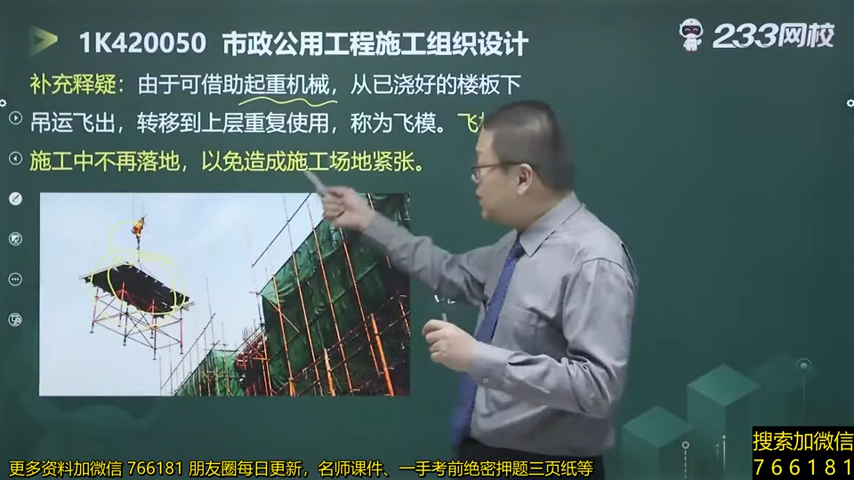 1K420050 市政公用工程施工组织设计
233网校
补充释疑：由于可借助起重机械，从已浇好的楼板下
吊运飞出，转移到上层重复使用，称为飞模。飞
施工中不再落地，以免造成施工场地紧张。
搜索加微信
766181
更多资料加微信 766181 朋友圈每日更新，名师课件、一手考前绝密押题三页纸等